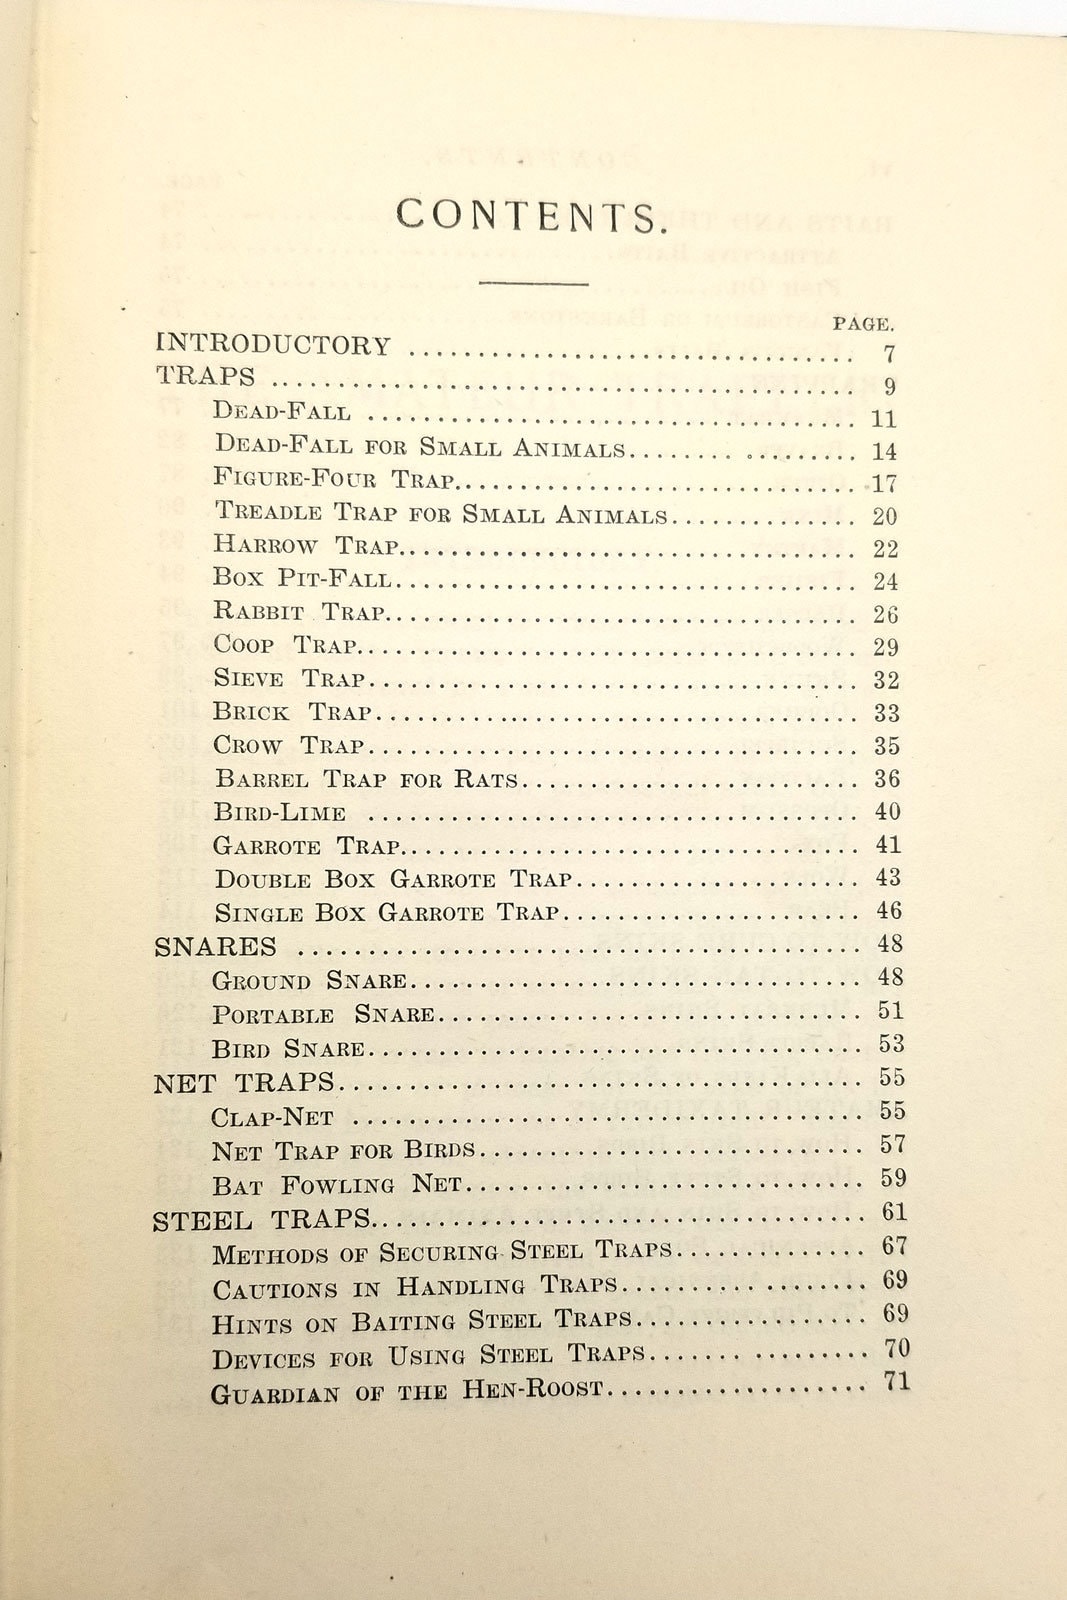 CONTENTS.
PAGE.
INTRODUCTORY .................................. 7
TRAPS ............................................. 9
DEAD-FALL ...................................... 11
DEAD-FALL FOR SMALL ANIMALS......... ......... 14
FIGURE-FOUR TRAP................................ 17
TREADLE TRAP FOR SMALL ANIMALS............... 20
HARROW TRAP.................................... 22
BOX PIT-FALL.................................... 24
RABBIT TRAP..................................... 26
COOP TRAP....................................... 29
SIEVE TRAP...................................... 32
BRICK TRAP...................................... 33
CROW TRAP....................................... 35
BARREL TRAP FOR RATS........................... 36
BIRD-LIME ...................................... 40
GARROTE TRAP.................................... 41
DOUBLE BOX GARROTE TRAP....................... 43
SINGLE BOX GARROTE TRAP........................ 46
SNARES ............................................ 48
GROUND SNARE.................................... 48
PORTABLE SNARE.................................. 51
BIRD SNARE....................................... 53
NET TRAPS......................................... 55
CLAP-NET ........................................ 55
NET TRAP FOR BIRDS.............................. 57
BAT FOWLING NET................................ 59
STEEL TRAPS....................................... 61
METHODS OF SECURING STEEL TRAPS............... 67
CAUTIONS IN HANDLING TRAPS.......... ........ 69
HINTS ON BAITING STEEL TRAPS.................. 69
DEVICES FOR USING STEEL TRAPS........ ......... 70
GUARDIAN OF THE HEN-ROOST.................... 71